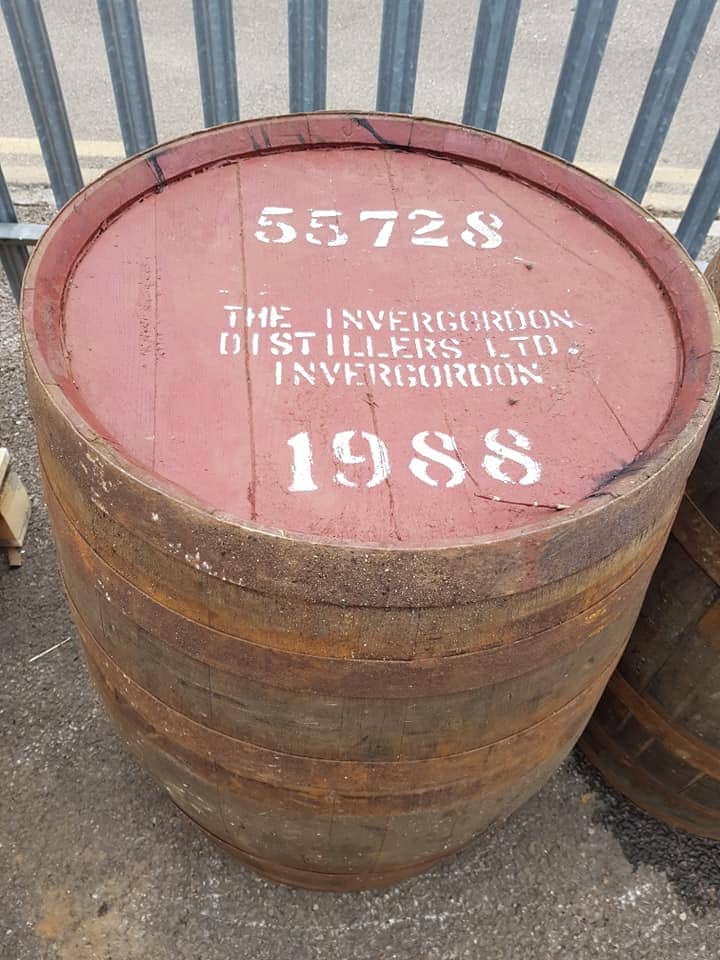 55728
THE INVERGORDON
DISTILLERS LTD.
INVERGORDON
1988